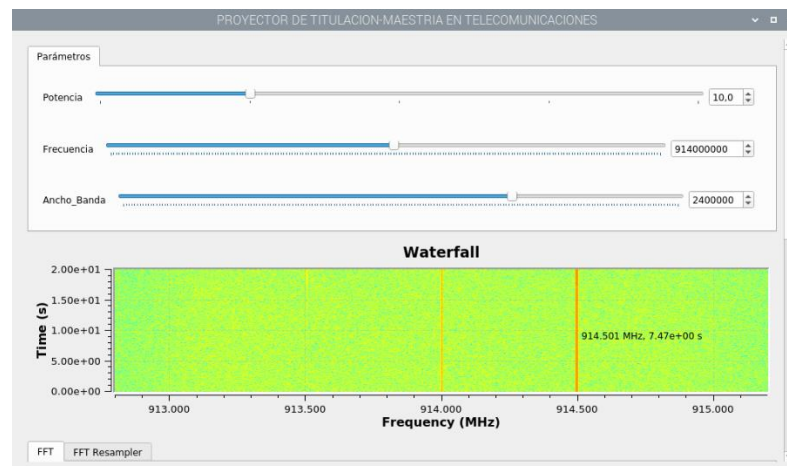 PROYECTOR DE TITULACION-MAESTRIA EN TELECOMUNICACIONES
Parámetros
Potencia 10,0
Frecuencia 914000000
Ancho_Banda 2400000
Waterfall
2.00e+01
1.50e+01
1.00e+01
5.00e+00
0.00e+00
Time (s)
914.501 MHz, 7.47e+00 s
913.000 913.500 914.000 914.500 915.000
Frequency (MHz)
FFT FFT Resampler